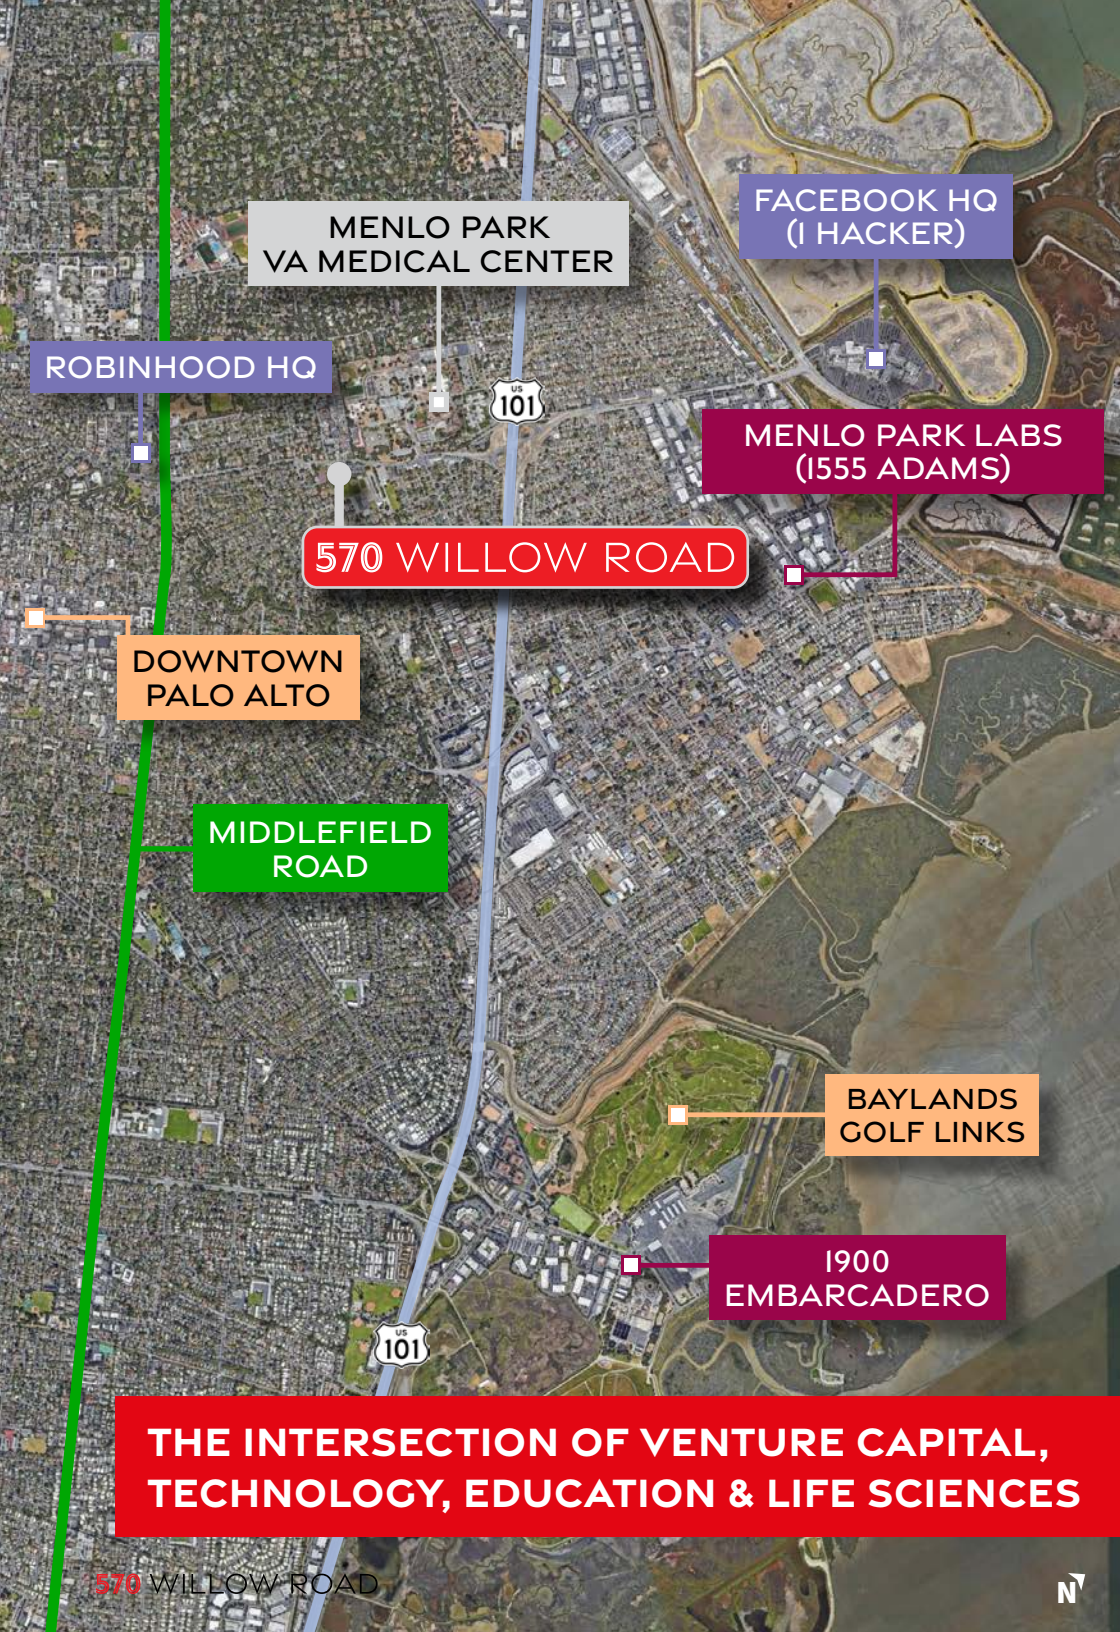 FACEBOOK HQ
(1 HACKER)
MENLO PARK
VA MEDICAL CENTER
ROBINHOOD HQ
US
101
MENLO PARK LABS
(1555 ADAMS)
570 WILLOW ROAD
DOWNTOWN
PALO ALTO
MIDDLEFIELD
ROAD
BAYLANDS
GOLF LINKS
1900
EMBARCADERO
US
101
THE INTERSECTION OF VENTURE CAPITAL,
TECHNOLOGY, EDUCATION & LIFE SCIENCES
570 WILLOW ROAD
N